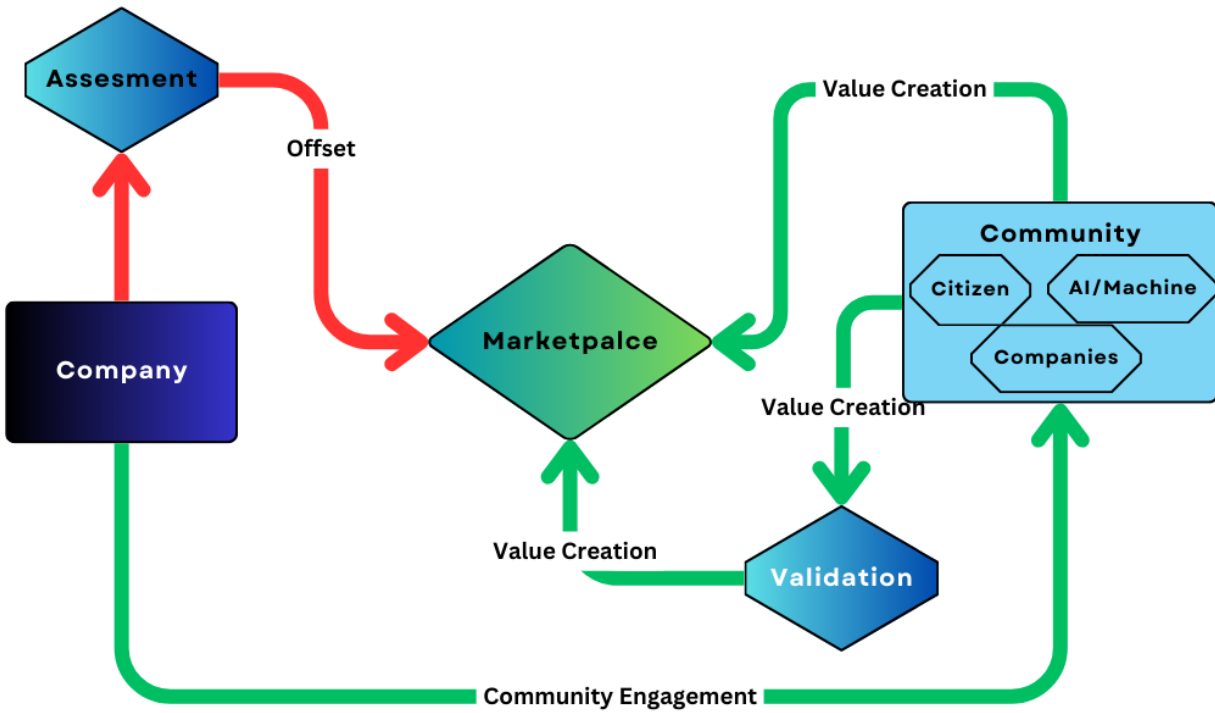 Assesment
Value Creation
Offset
Community
Citizen
AI/Machine
Companies
Marketpalce
Company
Value Creation
Value Creation
Validation
Community Engagement